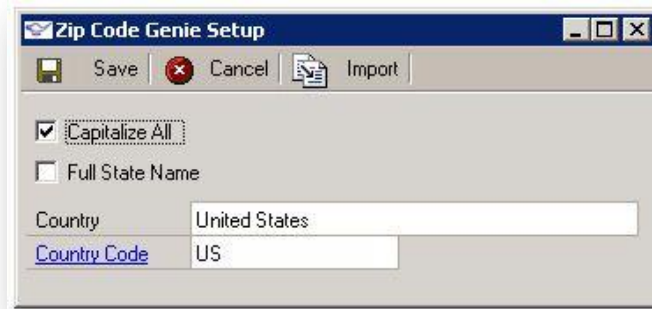 Zip Code Genie Setup
Save Cancel Import
Capitalize All
Full State Name
Country United States
Country Code US